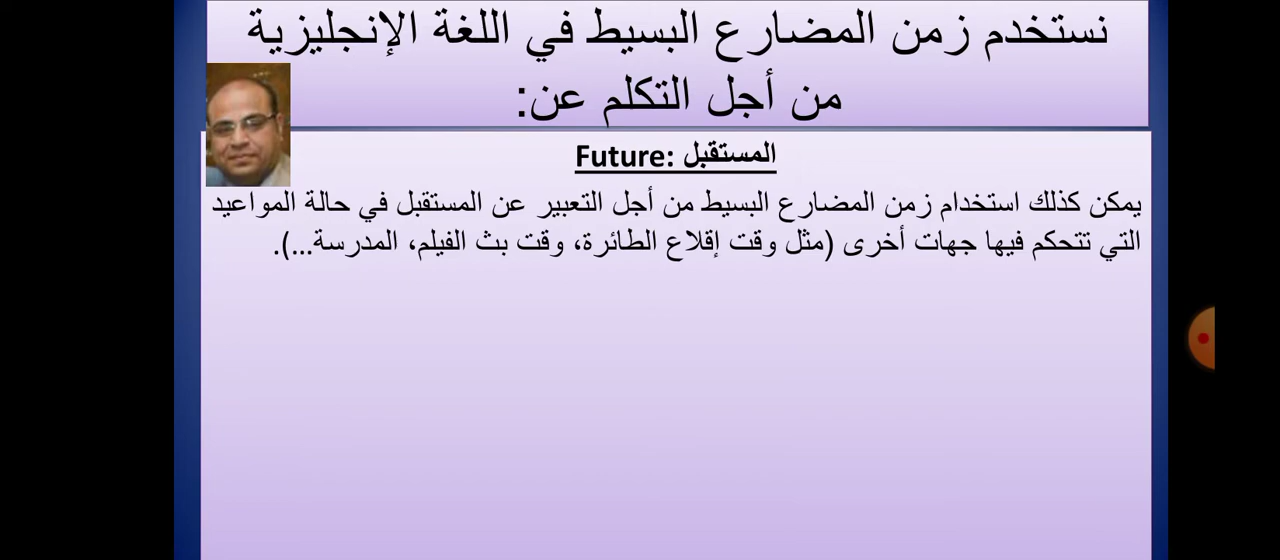 نستخدم زمن المضارع البسيط في اللغة الإنجليزية
من أجل التكلم عن:
المستقبل :Future
يمكن كذلك استخدام زمن المضارع البسيط من أجل التعبير عن المستقبل في حالة المواعيد
التي تتحكم فيها جهات أخرى (مثل وقت إقلاع الطائرة، وقت بث الفيلم، المدرسة...).